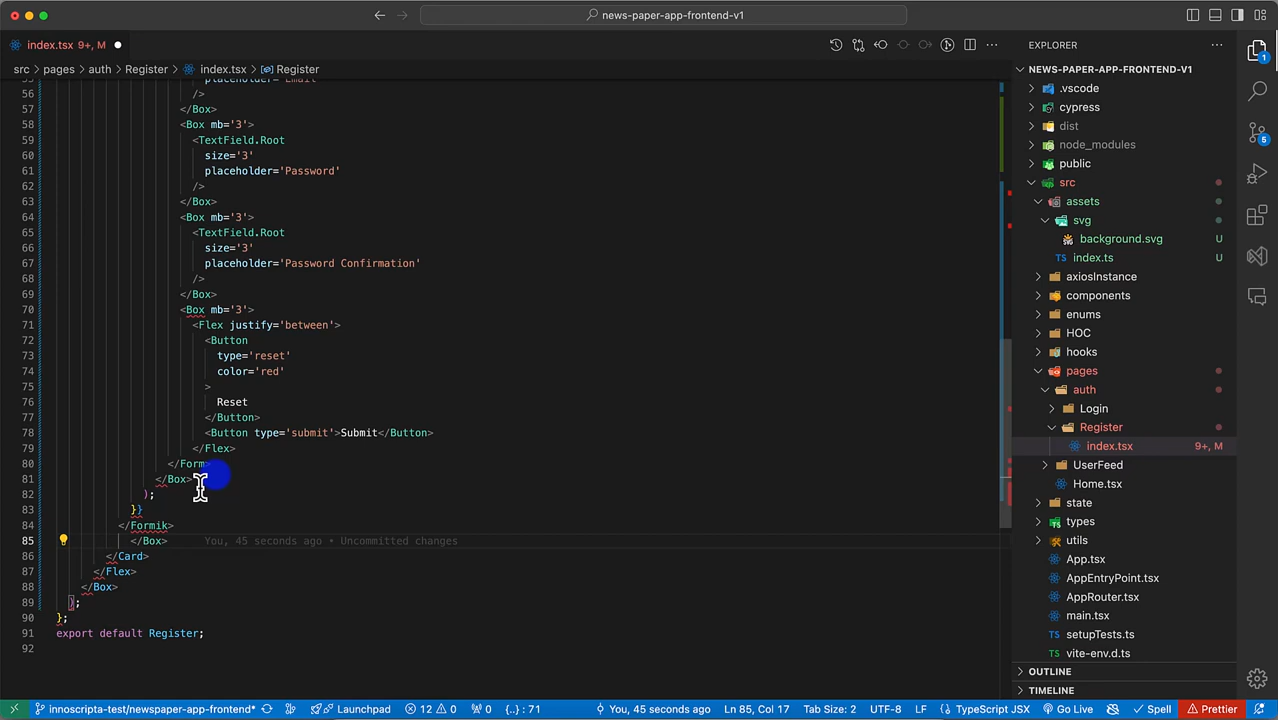 news-paper-app-frontend-v1
index.tsx 9+, M
EXPLORER
src > pages > auth > Register > index.tsx > Register
NEWS-PAPER-APP-FRONTEND-V1
56 />
57 </Box>
58 <Box mb='3'>
59 <TextField.Root
60 size='3'
61 placeholder='Password'
62 />
63 </Box>
64 <Box mb='3'>
65 <TextField.Root
66 size='3'
67 placeholder='Password Confirmation'
68 />
69 </Box>
70 <Box mb='3'>
71 <Flex justify='between'>
72 <Button
73 type='reset'
74 color='red'
75 >
76 Reset
77 </Button>
78 <Button type='submit'>Submit</Button>
79 </Flex>
80 </Form>
81 </Box>
82 );
83 }}
84 </Formik>
85 </Box> You, 45 seconds ago • Uncommitted changes
86 </Card>
87 </Flex>
88 </Box>
89 );
90 };
91 export default Register;
92
.vscode
cypress
dist
node_modules
public
src
assets
svg
background.svg U
TS index.ts U
axiosInstance
components
enums
HOC
hooks
pages
auth
Login
Register
index.tsx 9+, M
UserFeed
Home.tsx
state
types
utils
App.tsx
AppEntryPoint.tsx
AppRouter.tsx
main.tsx
setupTests.ts
vite-env.d.ts
OUTLINE
TIMELINE
1
5
innoscripta-test/newspaper-app-frontend* Launchpad 12 0 0 {..} : 71 You, 45 seconds ago Ln 85, Col 17 Tab Size: 2 UTF-8 LF TypeScript JSX Go Live Spell Prettier